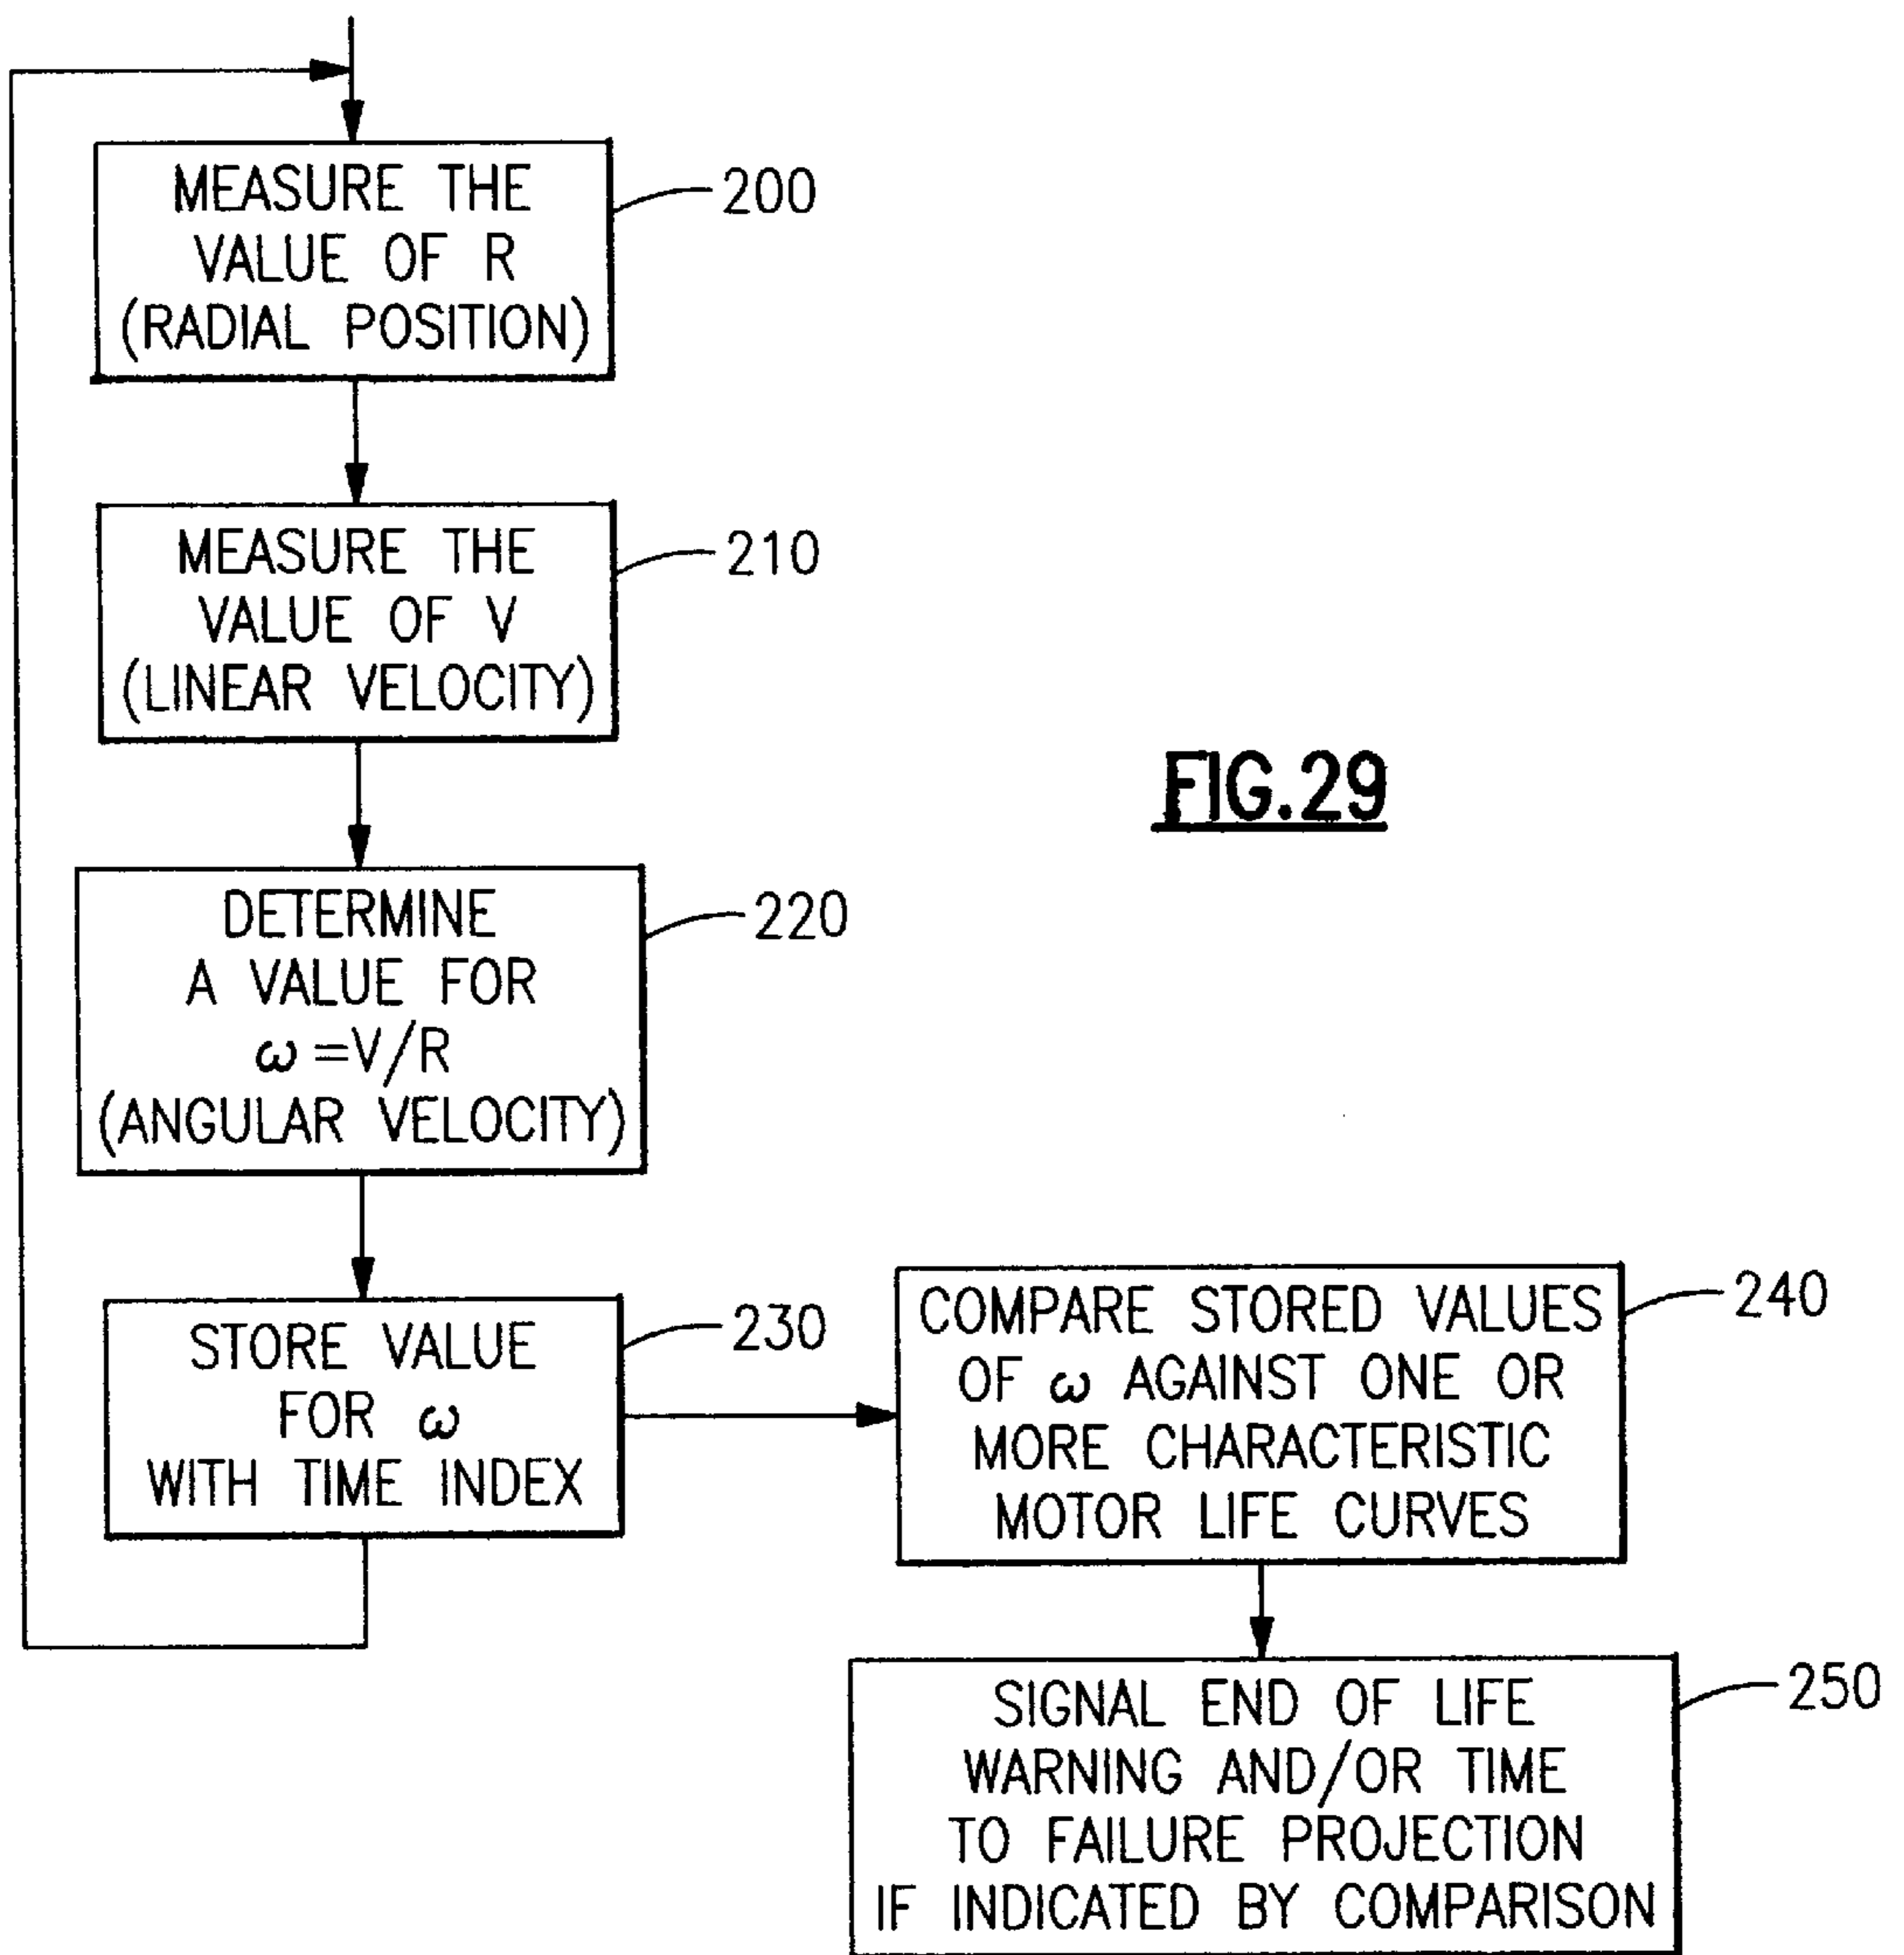 MEASURE THE
VALUE OF R
(RADIAL POSITION)
200
MEASURE THE
VALUE OF V
(LINEAR VELOCITY)
210
FIG.29
DETERMINE
A VALUE FOR
ω=V/R
(ANGULAR VELOCITY)
220
STORE VALUE
FOR ω
WITH TIME INDEX
230
COMPARE STORED VALUES
OF ω AGAINST ONE OR
MORE CHARACTERISTIC
MOTOR LIFE CURVES
240
SIGNAL END OF LIFE
WARNING AND/OR TIME
TO FAILURE PROJECTION
IF INDICATED BY COMPARISON
250